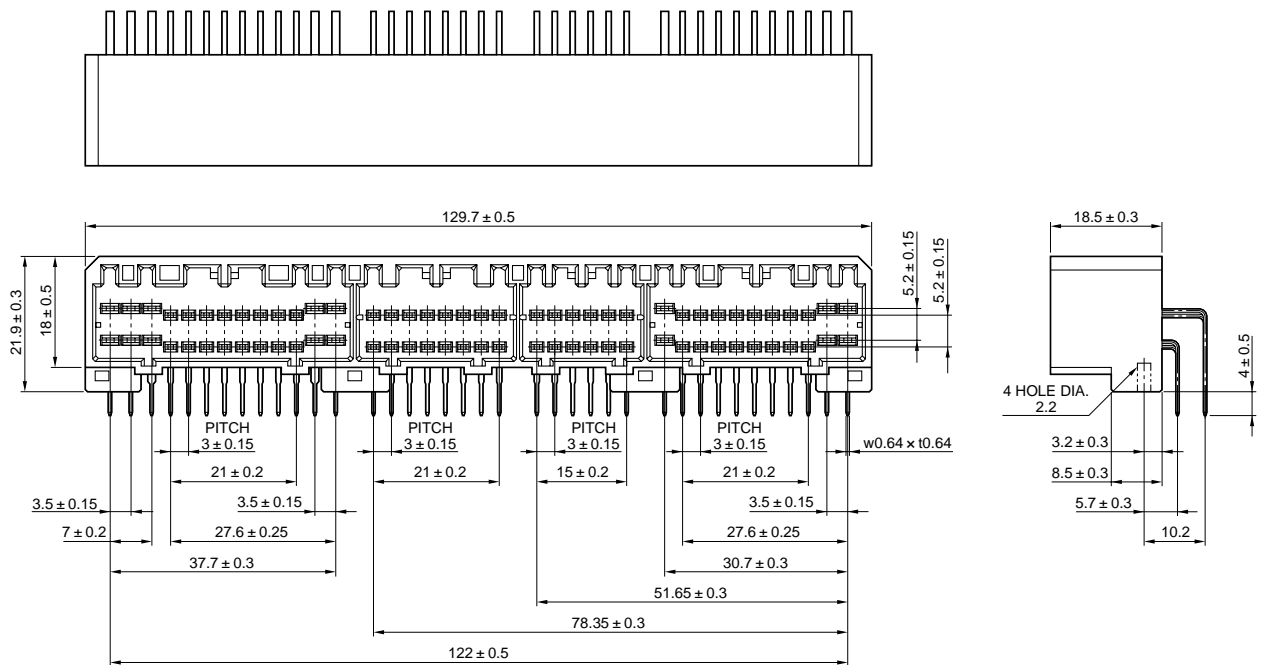 129.7 ± 0.5
18.5 ± 0.3
21.9 ± 0.3
18 ± 0.5
5.2 ± 0.15
5.2 ± 0.15
4 ± 0.5
4 HOLE DIA.
2.2
PITCH
3 ± 0.15
PITCH
3 ± 0.15
PITCH
3 ± 0.15
PITCH
3 ± 0.15
w0.64 × t0.64
3.2 ± 0.3
21 ± 0.2
21 ± 0.2
15 ± 0.2
21 ± 0.2
8.5 ± 0.3
3.5 ± 0.15
3.5 ± 0.15
3.5 ± 0.15
5.7 ± 0.3
7 ± 0.2
27.6 ± 0.25
27.6 ± 0.25
10.2
37.7 ± 0.3
30.7 ± 0.3
51.65 ± 0.3
78.35 ± 0.3
122 ± 0.5